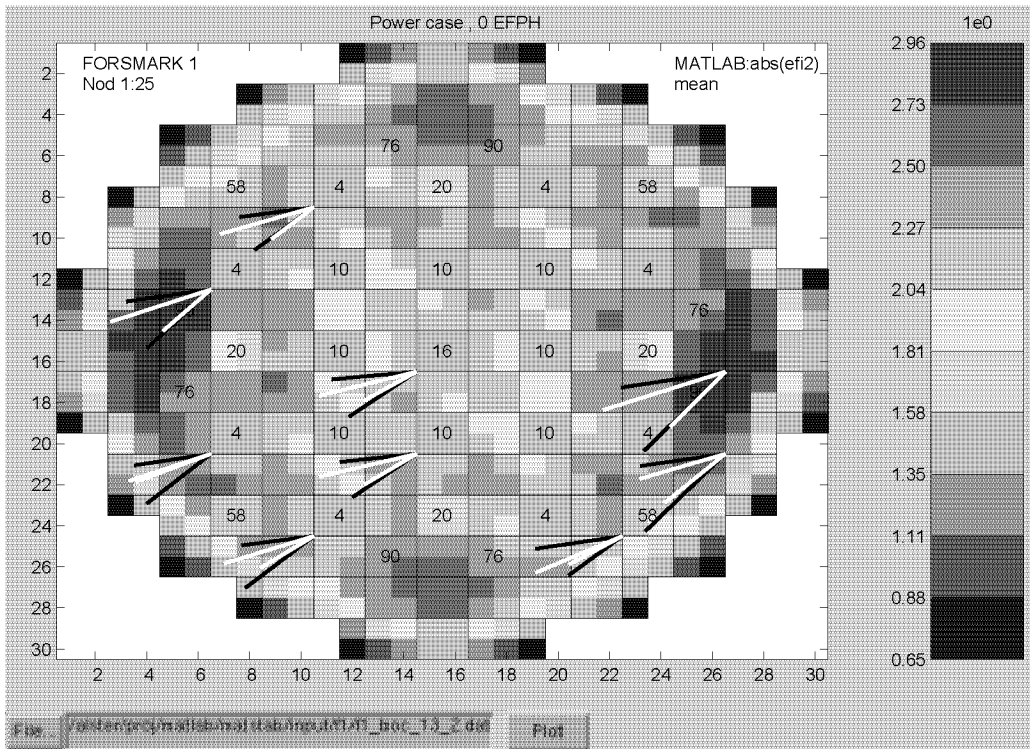 Power case , 0 EFPH
1e0
FORSMARK 1
Nod 1:25
MATLAB:abs(efi2)
mean
2
4
6
8
10
12
14
16
18
20
22
24
26
28
30
76 90
58 4 20 4 58
4 10 10 10 4
76
20 10 16 10 20
76
4 10 10 10 4
58 4 20 4 58
90 76
2 4 6 8 10 12 14 16 18 20 22 24 26 28 30
2.96
2.73
2.50
2.27
2.04
1.81
1.58
1.35
1.11
0.88
0.65
File...
Plot